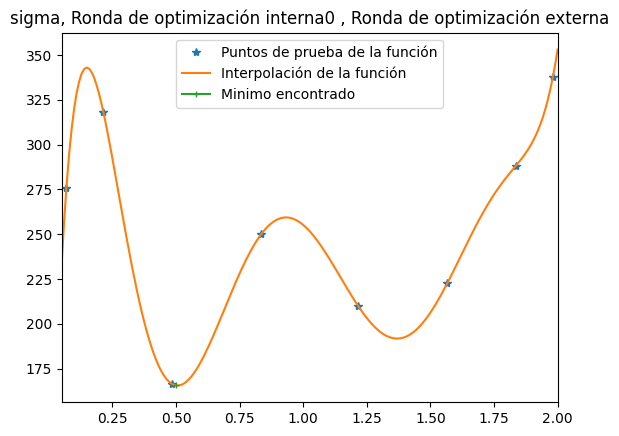 sigma, Ronda de optimización interna0 , Ronda de optimización externa
Puntos de prueba de la función
Interpolación de la función
Minimo encontrado
350
325
300
275
250
225
200
175
0.25 0.50 0.75 1.00 1.25 1.50 1.75 2.00